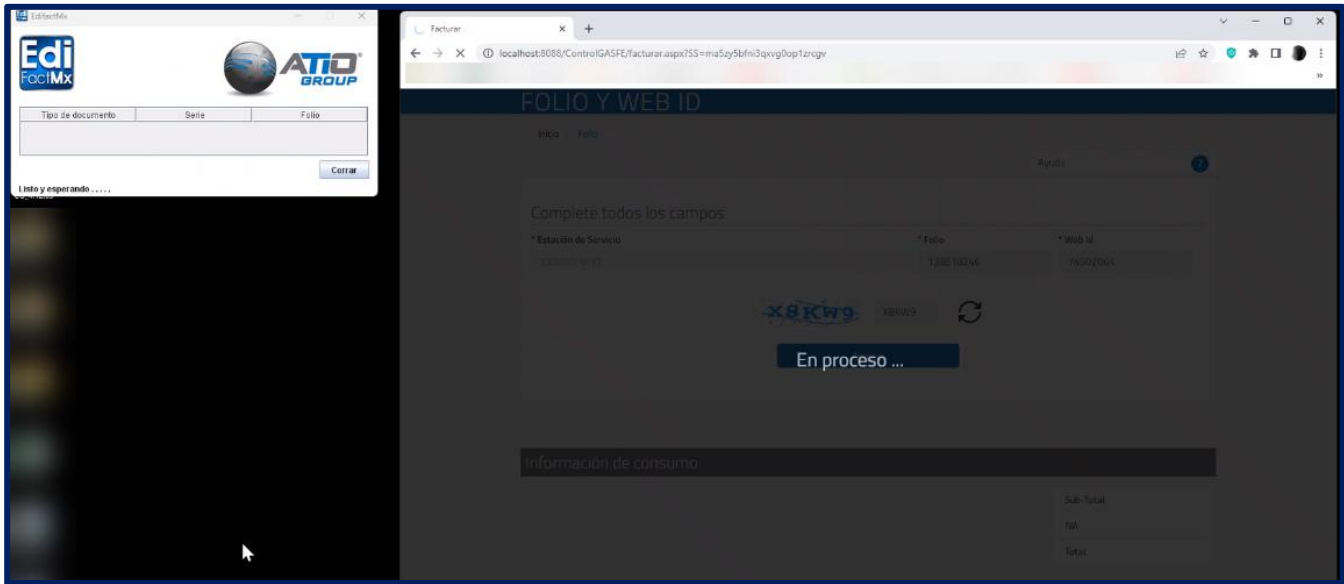 EdifactMx
Edi
FactMx
ATIO
GROUP
Tipo de documento Serie Folio
Cerrar
Listo y esperando . . . . .
Facturar
localhost:8088/ControlGASFE/facturar.aspx?SS=ma5zy5bfni3qxvg0op1zrcgv
FOLIO Y WEB ID
Inicio Folio
Ayuda ?
Complete todos los campos
* Estación de Servicio * Folio * Web Id
138518246 74502064
X8KW9 X8KW9
En proceso ...
Información de consumo
Sub-Total
IVA
Total